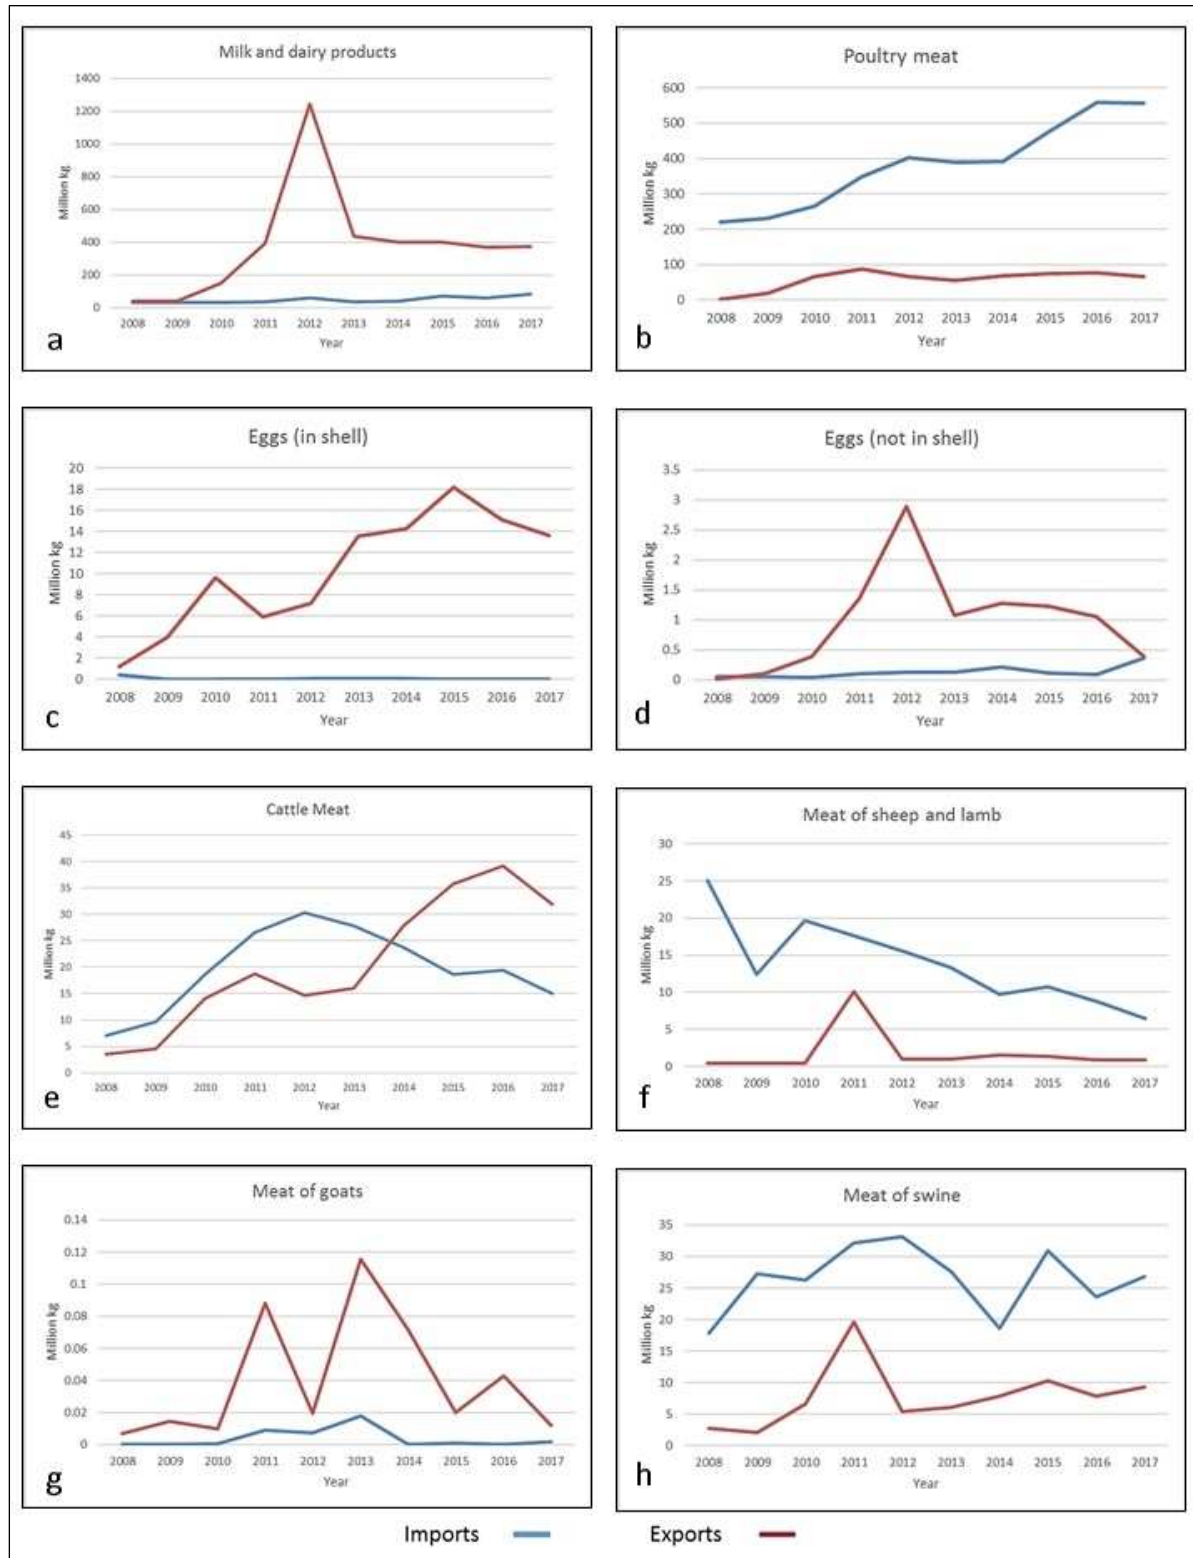 Milk and dairy products
1400
1200
1000
800
600
400
200
0
Million kg
2008 2009 2010 2011 2012 2013 2014 2015 2016 2017
Year
a
Poultry meat
600
500
400
300
200
100
0
Million kg
2008 2009 2010 2011 2012 2013 2014 2015 2016 2017
Year
b
Eggs (in shell)
20
18
16
14
12
10
8
6
4
2
0
Million kg
2008 2009 2010 2011 2012 2013 2014 2015 2016 2017
Year
c
Eggs (not in shell)
3.5
3
2.5
2
1.5
1
0.5
0
Million kg
2008 2009 2010 2011 2012 2013 2014 2015 2016 2017
Year
d
Cattle Meat
45
40
35
30
25
20
15
10
5
0
Million kg
2008 2009 2010 2011 2012 2013 2014 2015 2016 2017
Year
e
Meat of sheep and lamb
30
25
20
15
10
5
0
Million kg
2008 2009 2010 2011 2012 2013 2014 2015 2016 2017
Year
f
Meat of goats
0.14
0.12
0.1
0.08
0.06
0.04
0.02
0
Million kg
2008 2009 2010 2011 2012 2013 2014 2015 2016 2017
Year
g
Meat of swine
35
30
25
20
15
10
5
0
Million kg
2008 2009 2010 2011 2012 2013 2014 2015 2016 2017
Year
h
Imports Exports